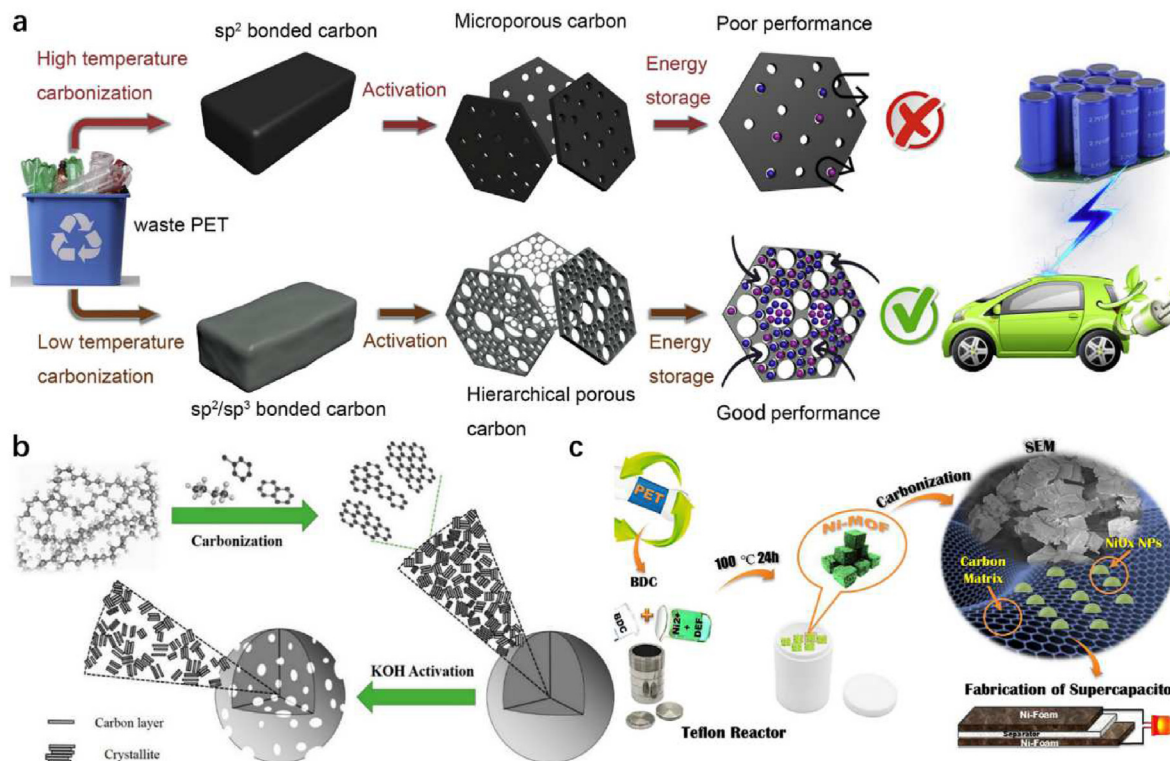 a
sp² bonded carbon
Microporous carbon
Poor performance
High temperature
carbonization
Activation
Energy
storage
waste PET
Low temperature
carbonization
Activation
Energy
storage
sp²/sp³ bonded carbon
Hierarchical porous
carbon
Good performance
b
Carbonization
KOH Activation
Carbon layer
Crystallite
c
PET
BDC
BDC
Ni2+
+
DEF
Teflon Reactor
100 °C 24h
Ni-MOF
Carbonization
SEM
NiOx NPs
Carbon
Matrix
Fabrication of Supercapacito
Ni-Foam
Separator
Ni-Foam